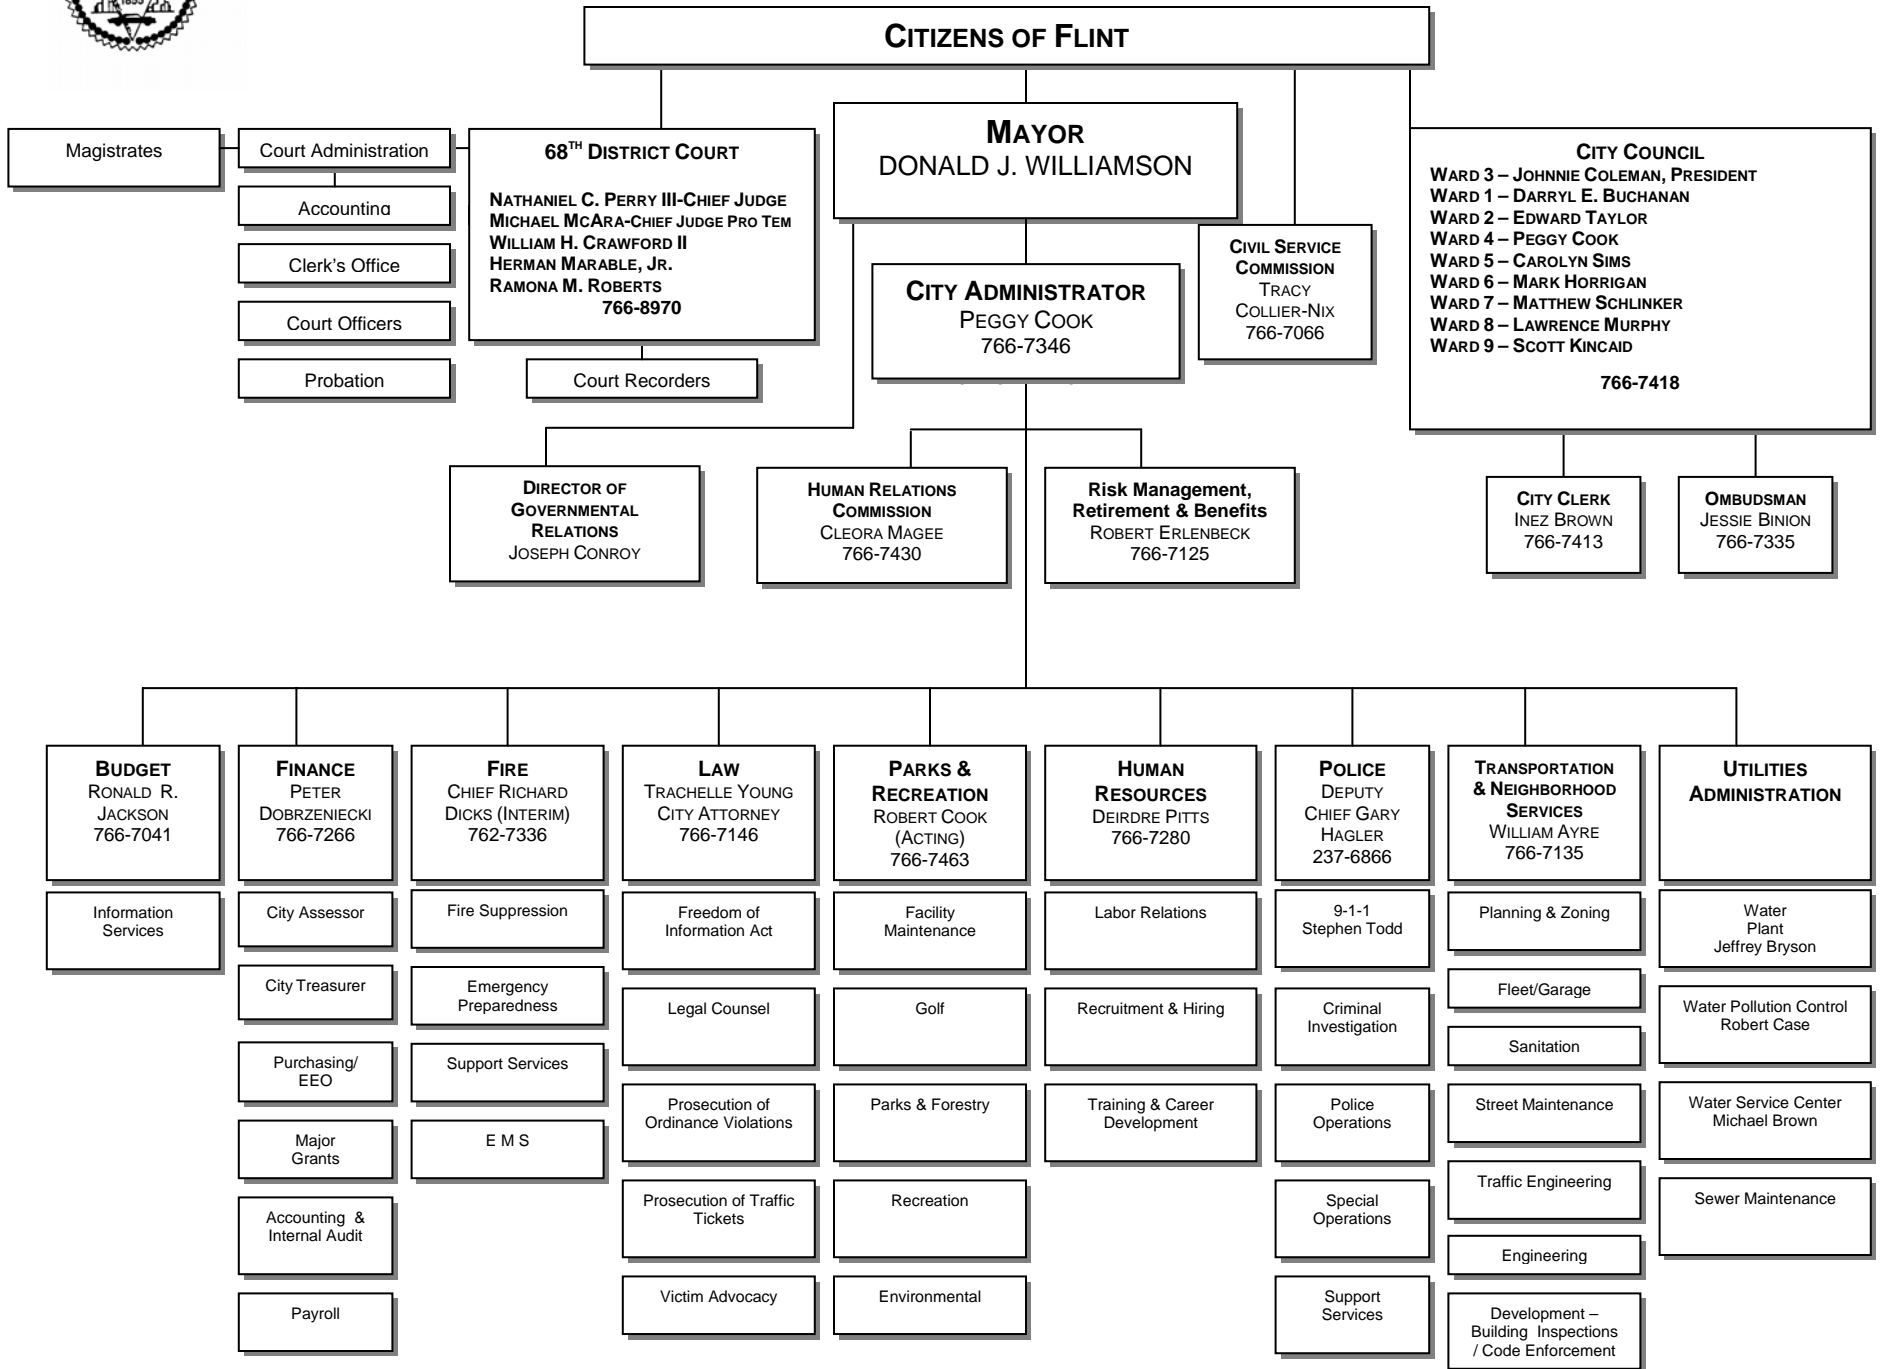 1855
CITIZENS OF FLINT
Magistrates
Court Administration
Accounting
Clerk's Office
Court Officers
Probation
68TH DISTRICT COURT
NATHANIEL C. PERRY III-CHIEF JUDGE
MICHAEL MCARA-CHIEF JUDGE PRO TEM
WILLIAM H. CRAWFORD II
HERMAN MARABLE, JR.
RAMONA M. ROBERTS
766-8970
Court Recorders
MAYOR
DONALD J. WILLIAMSON
CITY ADMINISTRATOR
PEGGY COOK
766-7346
CIVIL SERVICE
COMMISSION
TRACY
COLLIER-NIX
766-7066
CITY COUNCIL
WARD 3 – JOHNNIE COLEMAN, PRESIDENT
WARD 1 – DARRYL E. BUCHANAN
WARD 2 – EDWARD TAYLOR
WARD 4 – PEGGY COOK
WARD 5 – CAROLYN SIMS
WARD 6 – MARK HORRIGAN
WARD 7 – MATTHEW SCHLINKER
WARD 8 – LAWRENCE MURPHY
WARD 9 – SCOTT KINCAID
766-7418
DIRECTOR OF
GOVERNMENTAL
RELATIONS
JOSEPH CONROY
HUMAN RELATIONS
COMMISSION
CLEORA MAGEE
766-7430
Risk Management,
Retirement & Benefits
ROBERT ERLENBECK
766-7125
CITY CLERK
INEZ BROWN
766-7413
OMBUDSMAN
JESSIE BINION
766-7335
BUDGET
RONALD R.
JACKSON
766-7041
Information
Services
FINANCE
PETER
DOBRZENIECKI
766-7266
City Assessor
City Treasurer
Purchasing/
EEO
Major
Grants
Accounting &
Internal Audit
Payroll
FIRE
CHIEF RICHARD
DICKS (INTERIM)
762-7336
Fire Suppression
Emergency
Preparedness
Support Services
E M S
LAW
TRACHELLE YOUNG
CITY ATTORNEY
766-7146
Freedom of
Information Act
Legal Counsel
Prosecution of
Ordinance Violations
Prosecution of Traffic
Tickets
Victim Advocacy
PARKS &
RECREATION
ROBERT COOK
(ACTING)
766-7463
Facility
Maintenance
Golf
Parks & Forestry
Recreation
Environmental
HUMAN
RESOURCES
DEIRDRE PITTS
766-7280
Labor Relations
Recruitment & Hiring
Training & Career
Development
POLICE
DEPUTY
CHIEF GARY
HAGLER
237-6866
9-1-1
Stephen Todd
Criminal
Investigation
Police
Operations
Special
Operations
Support
Services
TRANSPORTATION
& NEIGHBORHOOD
SERVICES
WILLIAM AYRE
766-7135
Planning & Zoning
Fleet/Garage
Sanitation
Street Maintenance
Traffic Engineering
Engineering
Development –
Building Inspections
/ Code Enforcement
UTILITIES
ADMINISTRATION
Water
Plant
Jeffrey Bryson
Water Pollution Control
Robert Case
Water Service Center
Michael Brown
Sewer Maintenance